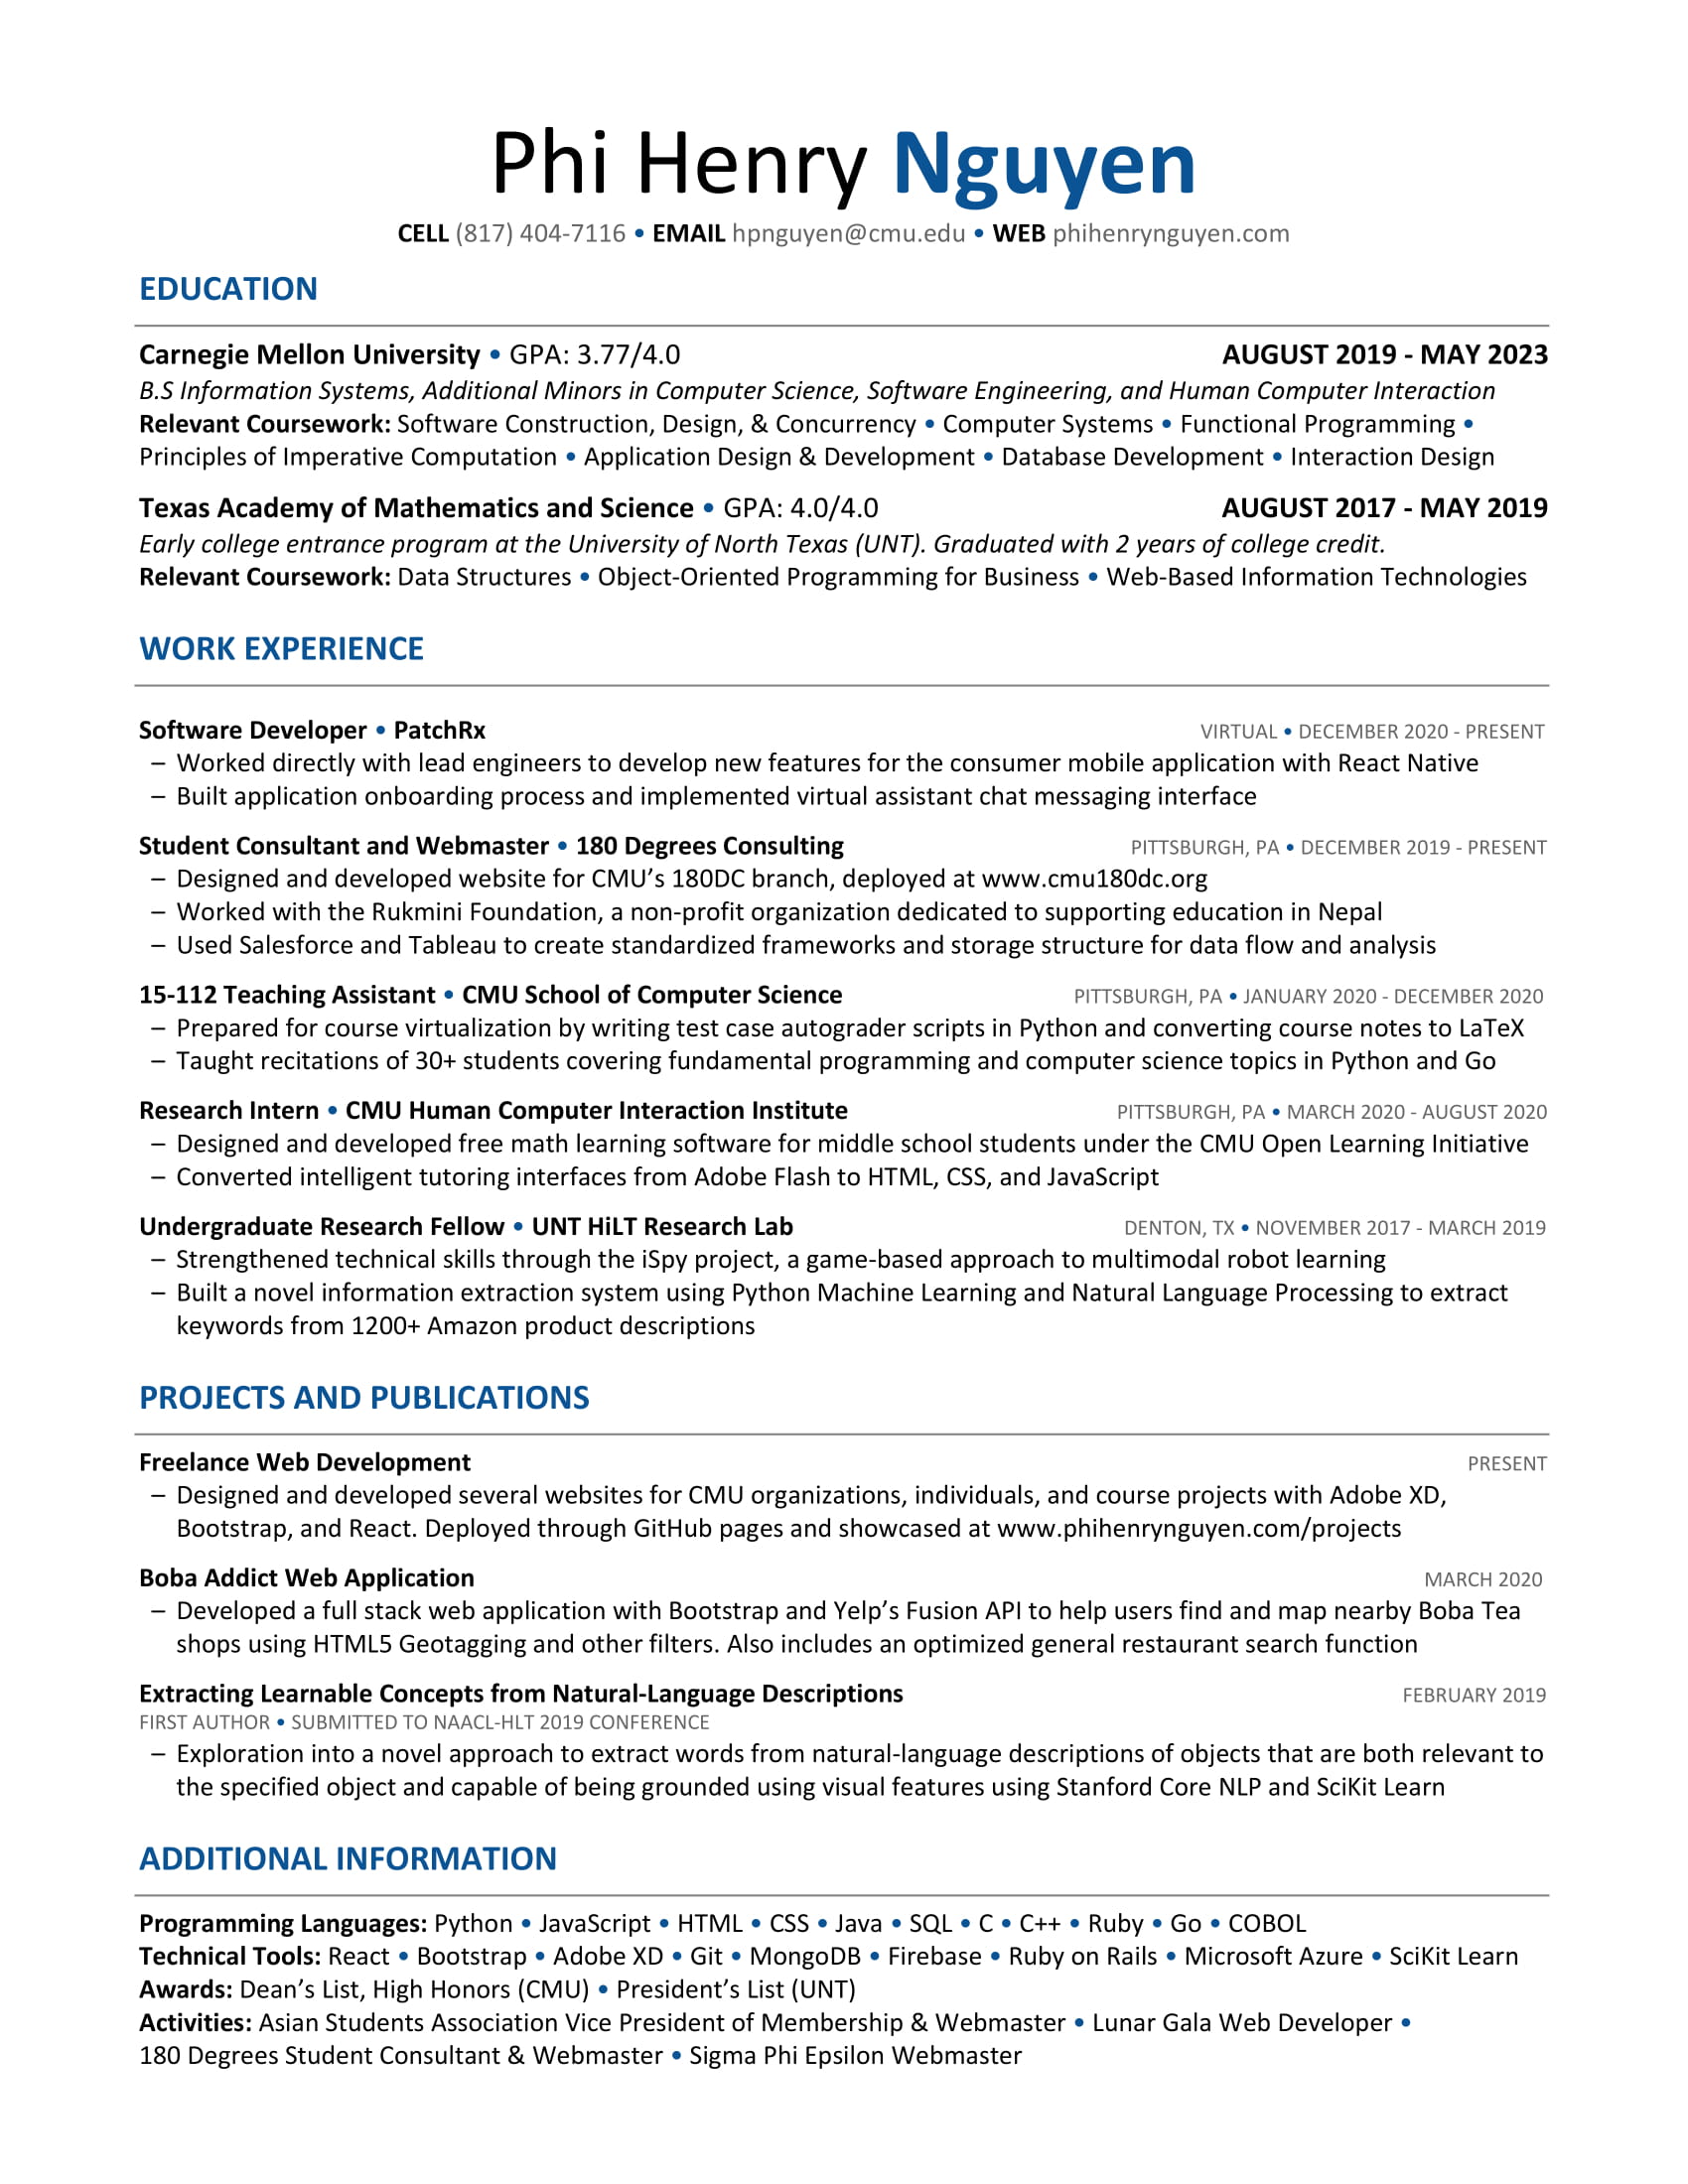 Phi Henry Nguyen
CELL (817) 404-7116 • EMAIL hpnguyen@cmu.edu • WEB phihenrynguyen.com
EDUCATION
Carnegie Mellon University • GPA: 3.77/4.0 AUGUST 2019 - MAY 2023
B.S Information Systems, Additional Minors in Computer Science, Software Engineering, and Human Computer Interaction
Relevant Coursework: Software Construction, Design, & Concurrency • Computer Systems • Functional Programming •
Principles of Imperative Computation • Application Design & Development • Database Development • Interaction Design
Texas Academy of Mathematics and Science • GPA: 4.0/4.0 AUGUST 2017 - MAY 2019
Early college entrance program at the University of North Texas (UNT). Graduated with 2 years of college credit.
Relevant Coursework: Data Structures • Object-Oriented Programming for Business • Web-Based Information Technologies
WORK EXPERIENCE
Software Developer • PatchRx VIRTUAL • DECEMBER 2020 - PRESENT
– Worked directly with lead engineers to develop new features for the consumer mobile application with React Native
– Built application onboarding process and implemented virtual assistant chat messaging interface
Student Consultant and Webmaster • 180 Degrees Consulting PITTSBURGH, PA • DECEMBER 2019 - PRESENT
– Designed and developed website for CMU’s 180DC branch, deployed at www.cmu180dc.org
– Worked with the Rukmini Foundation, a non-profit organization dedicated to supporting education in Nepal
– Used Salesforce and Tableau to create standardized frameworks and storage structure for data flow and analysis
15-112 Teaching Assistant • CMU School of Computer Science PITTSBURGH, PA • JANUARY 2020 - DECEMBER 2020
– Prepared for course virtualization by writing test case autograder scripts in Python and converting course notes to LaTeX
– Taught recitations of 30+ students covering fundamental programming and computer science topics in Python and Go
Research Intern • CMU Human Computer Interaction Institute PITTSBURGH, PA • MARCH 2020 - AUGUST 2020
– Designed and developed free math learning software for middle school students under the CMU Open Learning Initiative
– Converted intelligent tutoring interfaces from Adobe Flash to HTML, CSS, and JavaScript
Undergraduate Research Fellow • UNT HiLT Research Lab DENTON, TX • NOVEMBER 2017 - MARCH 2019
– Strengthened technical skills through the iSpy project, a game-based approach to multimodal robot learning
– Built a novel information extraction system using Python Machine Learning and Natural Language Processing to extract
keywords from 1200+ Amazon product descriptions
PROJECTS AND PUBLICATIONS
Freelance Web Development PRESENT
– Designed and developed several websites for CMU organizations, individuals, and course projects with Adobe XD,
Bootstrap, and React. Deployed through GitHub pages and showcased at www.phihenrynguyen.com/projects
Boba Addict Web Application MARCH 2020
– Developed a full stack web application with Bootstrap and Yelp’s Fusion API to help users find and map nearby Boba Tea
shops using HTML5 Geotagging and other filters. Also includes an optimized general restaurant search function
Extracting Learnable Concepts from Natural-Language Descriptions FEBRUARY 2019
FIRST AUTHOR • SUBMITTED TO NAACL-HLT 2019 CONFERENCE
– Exploration into a novel approach to extract words from natural-language descriptions of objects that are both relevant to
the specified object and capable of being grounded using visual features using Stanford Core NLP and SciKit Learn
ADDITIONAL INFORMATION
Programming Languages: Python • JavaScript • HTML • CSS • Java • SQL • C • C++ • Ruby • Go • COBOL
Technical Tools: React • Bootstrap • Adobe XD • Git • MongoDB • Firebase • Ruby on Rails • Microsoft Azure • SciKit Learn
Awards: Dean’s List, High Honors (CMU) • President’s List (UNT)
Activities: Asian Students Association Vice President of Membership & Webmaster • Lunar Gala Web Developer •
180 Degrees Student Consultant & Webmaster • Sigma Phi Epsilon Webmaster